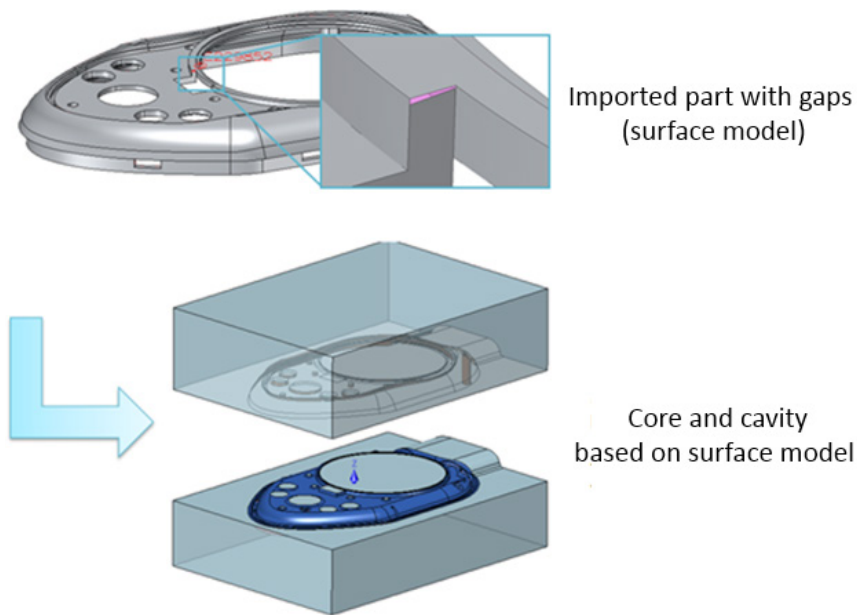 Imported part with gaps
(surface model)
Z
Core and cavity
based on surface model